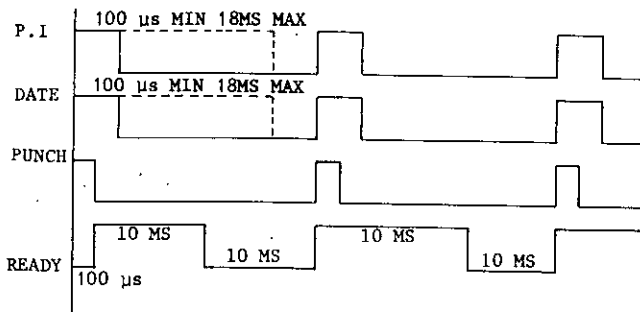 100 µs MIN 18MS MAX
P.I
100 µs MIN 18MS MAX
DATE
PUNCH
10 MS 10 MS
READY 10 MS 10 MS
100 µs